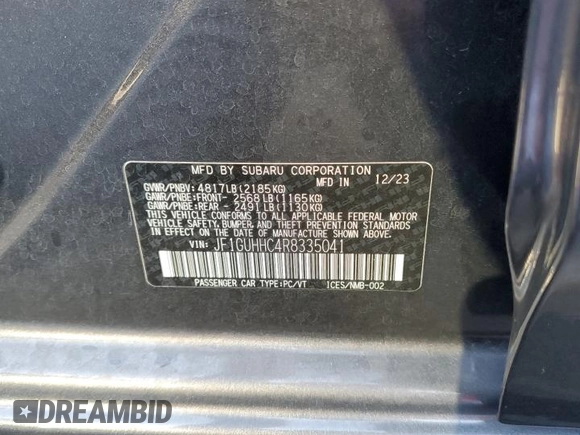 MFD BY SUBARU CORPORATION
GVWR/PNBV: 4817LB(2185KG) MFD IN 12/23
GAWR/PNBE:FRONT- 2568LB(1165KG)
GAWR/PNBE:REAR - 2491LB(1130KG)
THIS VEHICLE CONFORMS TO ALL APPLICABLE FEDERAL MOTOR
VEHICLE SAFETY, BUMPER, AND THEFT PREVENTION STANDARDS
IN EFFECT ON THE DATE OF MANUFACTURE SHOWN ABOVE.
VIN: JF1GUHHC4R8335041
PASSENGER CAR TYPE:PC/VT ICES/NMB-002
DREAMBID